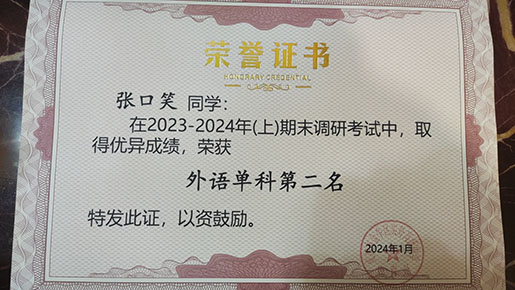 荣誉证书
HONORARY CREDENTIAL
张口笑 同学：
在2023-2024年(上)期末调研考试中，取
得优异成绩，荣获
外语单科第二名
特发此证，以资鼓励。
2024年1月